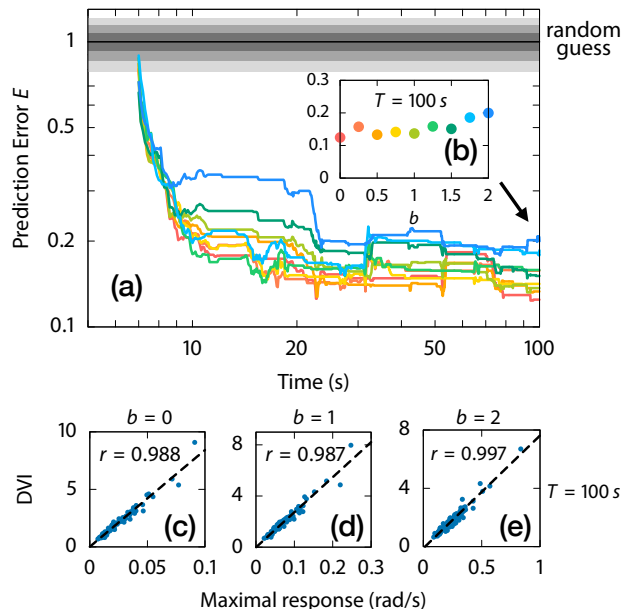 1
0.5
0.2
0.1
Prediction Error E
random
guess
0.3
0.2
0.1
0
T = 100 s
(b)
0 0.5 1 1.5 2
b
(a)
10 20 50 100
Time (s)
b = 0 b = 1 b = 2
DVI
10
5
0
r = 0.988
(c)
0 0.05 0.1
8
4
0
r = 0.987
(d)
0 0.1 0.2 0.3
8
4
0
r = 0.997
(e)
0 0.5 1
T = 100 s
Maximal response (rad/s)